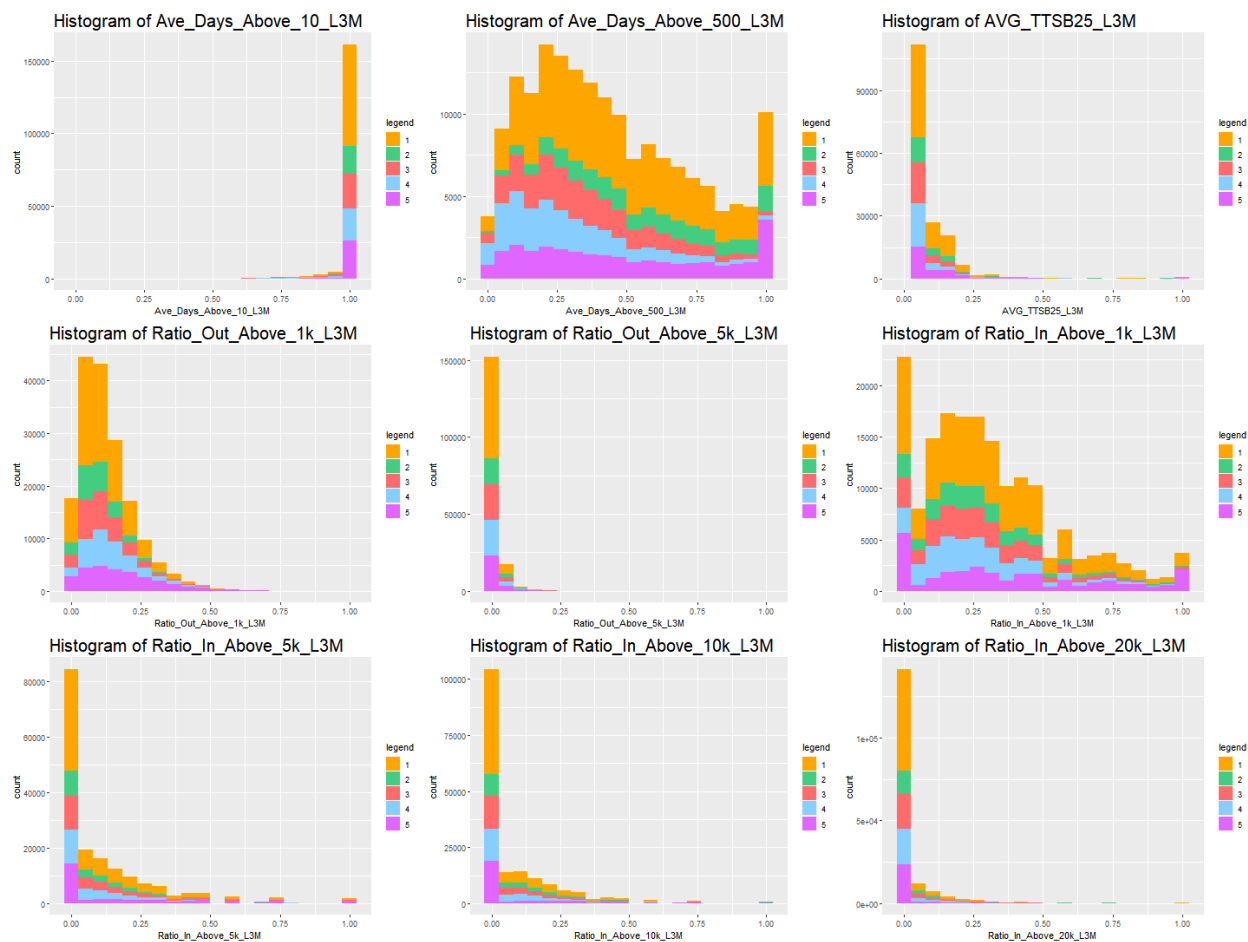 Histogram of Ave_Days_Above_10_L3M
150000
100000
50000
0
count
0.00 0.25 0.50 0.75 1.00
Ave_Days_Above_10_L3M
legend
1
2
3
4
5
Histogram of Ave_Days_Above_500_L3M
10000
5000
0
count
0.00 0.25 0.50 0.75 1.00
Ave_Days_Above_500_L3M
legend
1
2
3
4
5
Histogram of AVG_TTSB25_L3M
90000
60000
30000
0
count
0.00 0.25 0.50 0.75 1.00
AVG_TTSB25_L3M
legend
1
2
3
4
5
Histogram of Ratio_Out_Above_1k_L3M
40000
30000
20000
10000
0
count
0.00 0.25 0.50 0.75 1.00
Ratio_Out_Above_1k_L3M
legend
1
2
3
4
5
Histogram of Ratio_Out_Above_5k_L3M
150000
100000
50000
0
count
0.00 0.25 0.50 0.75 1.00
Ratio_Out_Above_5k_L3M
legend
1
2
3
4
5
Histogram of Ratio_In_Above_1k_L3M
20000
15000
10000
5000
0
count
0.00 0.25 0.50 0.75 1.00
Ratio_In_Above_1k_L3M
legend
1
2
3
4
5
Histogram of Ratio_In_Above_5k_L3M
80000
60000
40000
20000
0
count
0.00 0.25 0.50 0.75 1.00
Ratio_In_Above_5k_L3M
legend
1
2
3
4
5
Histogram of Ratio_In_Above_10k_L3M
100000
75000
50000
25000
0
count
0.00 0.25 0.50 0.75 1.00
Ratio_In_Above_10k_L3M
legend
1
2
3
4
5
Histogram of Ratio_In_Above_20k_L3M
1e+05
5e+04
0e+00
count
0.00 0.25 0.50 0.75 1.00
Ratio_In_Above_20k_L3M
legend
1
2
3
4
5